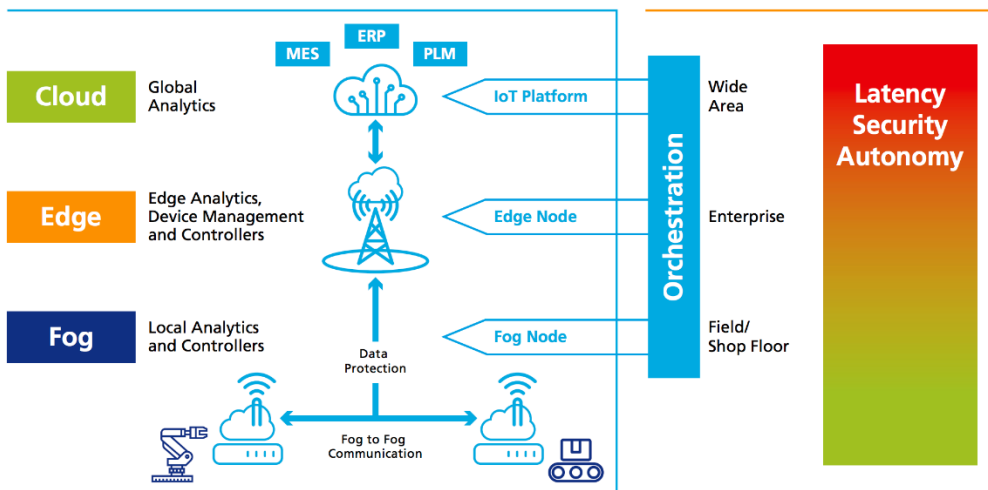 ERP
MES
PLM
Cloud
Global
Analytics
IoT Platform
Wide
Area
Latency
Security
Autonomy
Orchestration
Edge
Edge Analytics,
Device Management
and Controllers
Edge Node
Enterprise
Fog
Local Analytics
and Controllers
Fog Node
Field/
Shop Floor
Data
Protection
Fog to Fog
Communication